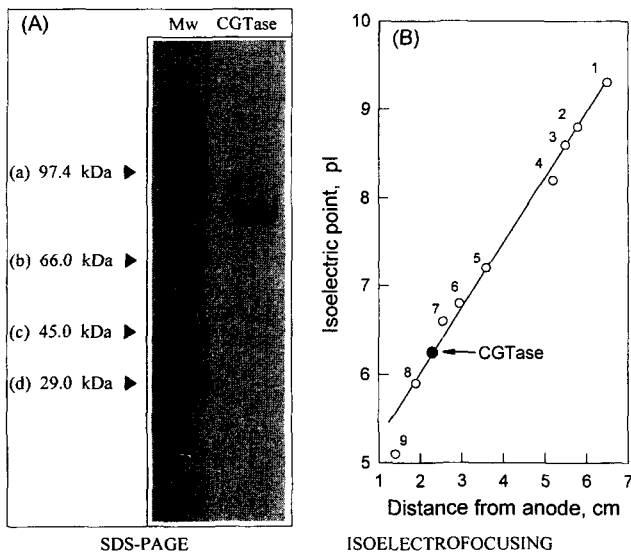 (A)
Mw CGTase
(a) 97.4 kDa
(b) 66.0 kDa
(c) 45.0 kDa
(d) 29.0 kDa
SDS-PAGE
(B)
Isoelectric point, pI
10
9
8
7
6
5
1
2
3
4
5
6
7
8
9
CGTase
1 2 3 4 5 6 7
Distance from anode, cm
ISOELECTROFOCUSING